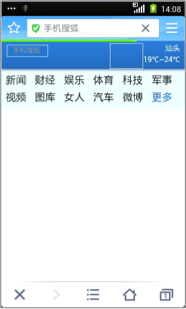 14:08
手机搜狐
手机搜狐
汕头
19℃~24℃
新闻 财经 娱乐 体育 科技 军事
视频 图库 女人 汽车 微博 更多
1